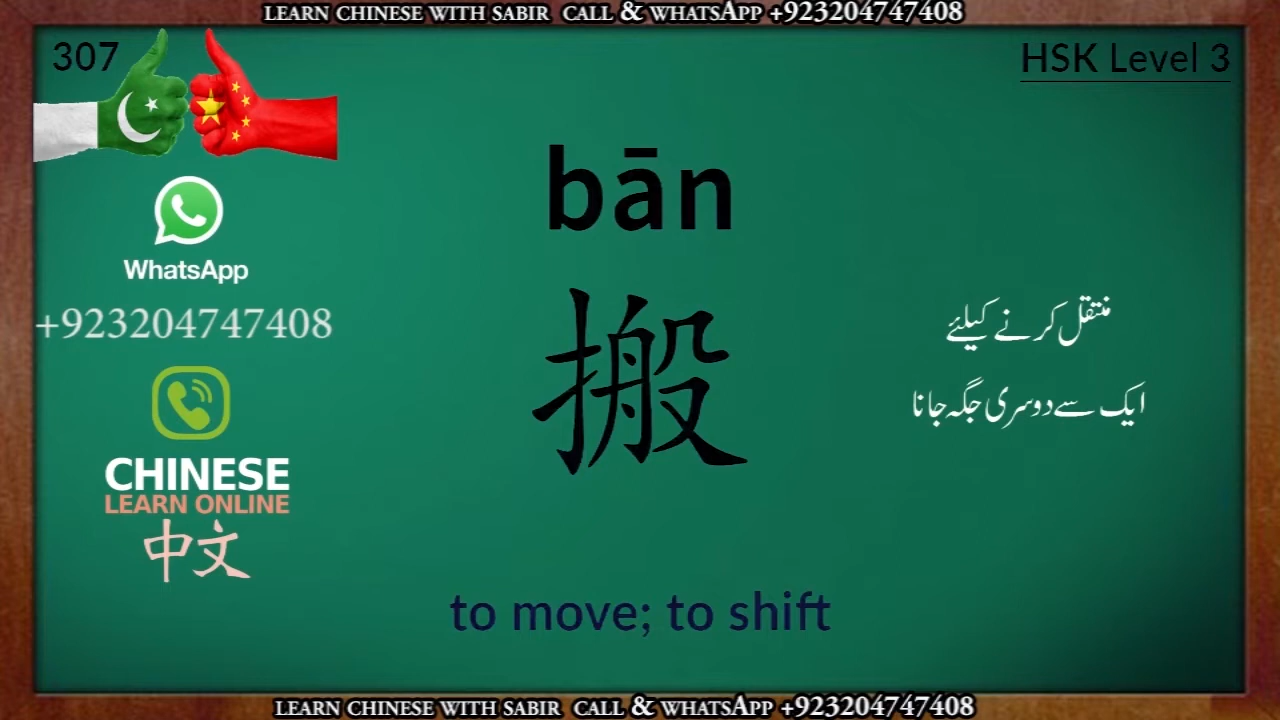 LEARN CHINESE WITH SABIR CALL & WHATSAPP +923204747408
307
HSK Level 3
bān
WhatsApp
+923204747408
搬
منتقل کرنے کیلئے
ایک سے دوسری جگہ جانا
CHINESE
LEARN ONLINE
中文
to move; to shift
LEARN CHINESE WITH SABIR CALL & WHATSAPP +923204747408